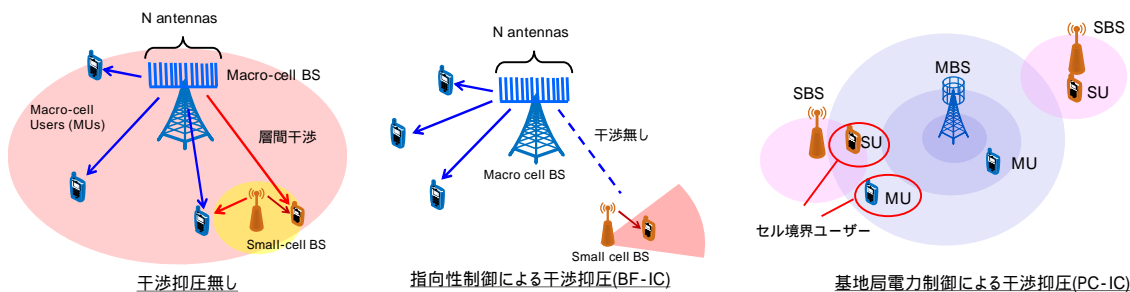 N antennas
Macro-cell BS
Macro-cell
Users (MUs)
層間干渉
Small-cell BS
干渉抑圧無し
N antennas
干渉無し
Macro cell BS
Small cell BS
指向性制御による干渉抑圧(BF-IC)
SBS
MBS
SU
SBS
SU
MU
MU
セル境界ユーザー
基地局電力制御による干渉抑圧(PC-IC)